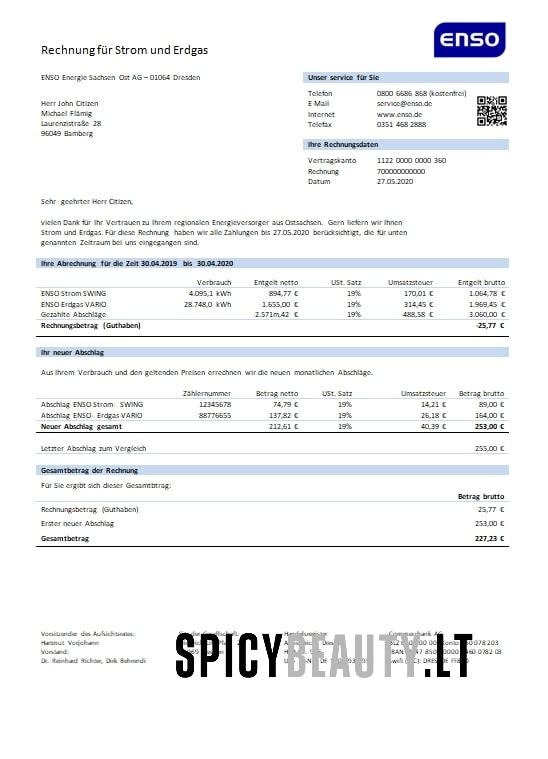 enso
Rechnung für Strom und Erdgas
ENSO Energie Sachsen Ost AG – 01064 Dresden
Unser service für Sie
Telefon 0800 6686 868 (kostenfrei)
E-Mail service@enso.de
Internet www.enso.de
Telefax 0351 468 2888
Herr John Citizen
Michael Flämig
Laurenzistraße 28
96049 Bamberg
Ihre Rechnungsdaten
Vertragskanto 1122 0000 0000 360
Rechnung 700000000000
Datum 27.05.2020
Sehr geehrter Herr Citizen,
vielen Dank für Ihr Vertrauen zu Ihrem regionalen Energieversorger aus Ostsachsen. Gern liefern wir Ihnen
Strom und Erdgas. Für diese Rechnung haben wir alle Zahlungen bis 27.05.2020 berücksichtigt, die für unten
genannten Zeitraum bei uns eingegangen sind.
Ihre Abrechnung für die Zeit 30.04.2019 bis 30.04.2020
Verbrauch Entgelt netto USt. Satz Umsatzsteuer Entgelt brutto
ENSO Strom SWING 4.095,1 kWh 894,77 € 19% 170,01 € 1.064,78 €
ENSO Erdgas VARIO 28.748,0 kWh 1.655,00 € 19% 314,45 € 1.969,45 €
Gezahlte Abschläge 2.571m,42 € 19% 488,58 € 3.060,00 €
Rechnungsbetrag (Guthaben) -25,77 €
Ihr neuer Abschlag
Aus Ihrem Verbrauch und den geltenden Preisen errechnen wir die neuen monatlichen Abschläge.
Zählernummer Betrag netto USt. Satz Umsatzsteuer Betrag brutto
Abschlag ENSO Strom SWING 12345678 74,79 € 19% 14,21 € 89,00 €
Abschlag ENSO Erdgas VARIO 88776655 137,82 € 19% 26,18 € 164,00 €
Neuer Abschlag gesamt 212,61 € 19% 40,39 € 253,00 €
Letzter Abschlag zum Vergleich 255,00 €
Gesamtbetrag der Rechnung
Für Sie ergibt sich dieser Gesamtbtrag:
Betrag brutto
Rechnungsbetrag (Guthaben) 25,77 €
Erster neuer Abschlag 253,00 €
Gesamtbetrag 227,23 €
Vorsitzender des Aufsichtsrates:
Hartmut Vorjohann
Vorstand:
Dr. Reinhard Richter, Dirk Behrendi
Commerzbank AG
SPICYBEAUTY.LT